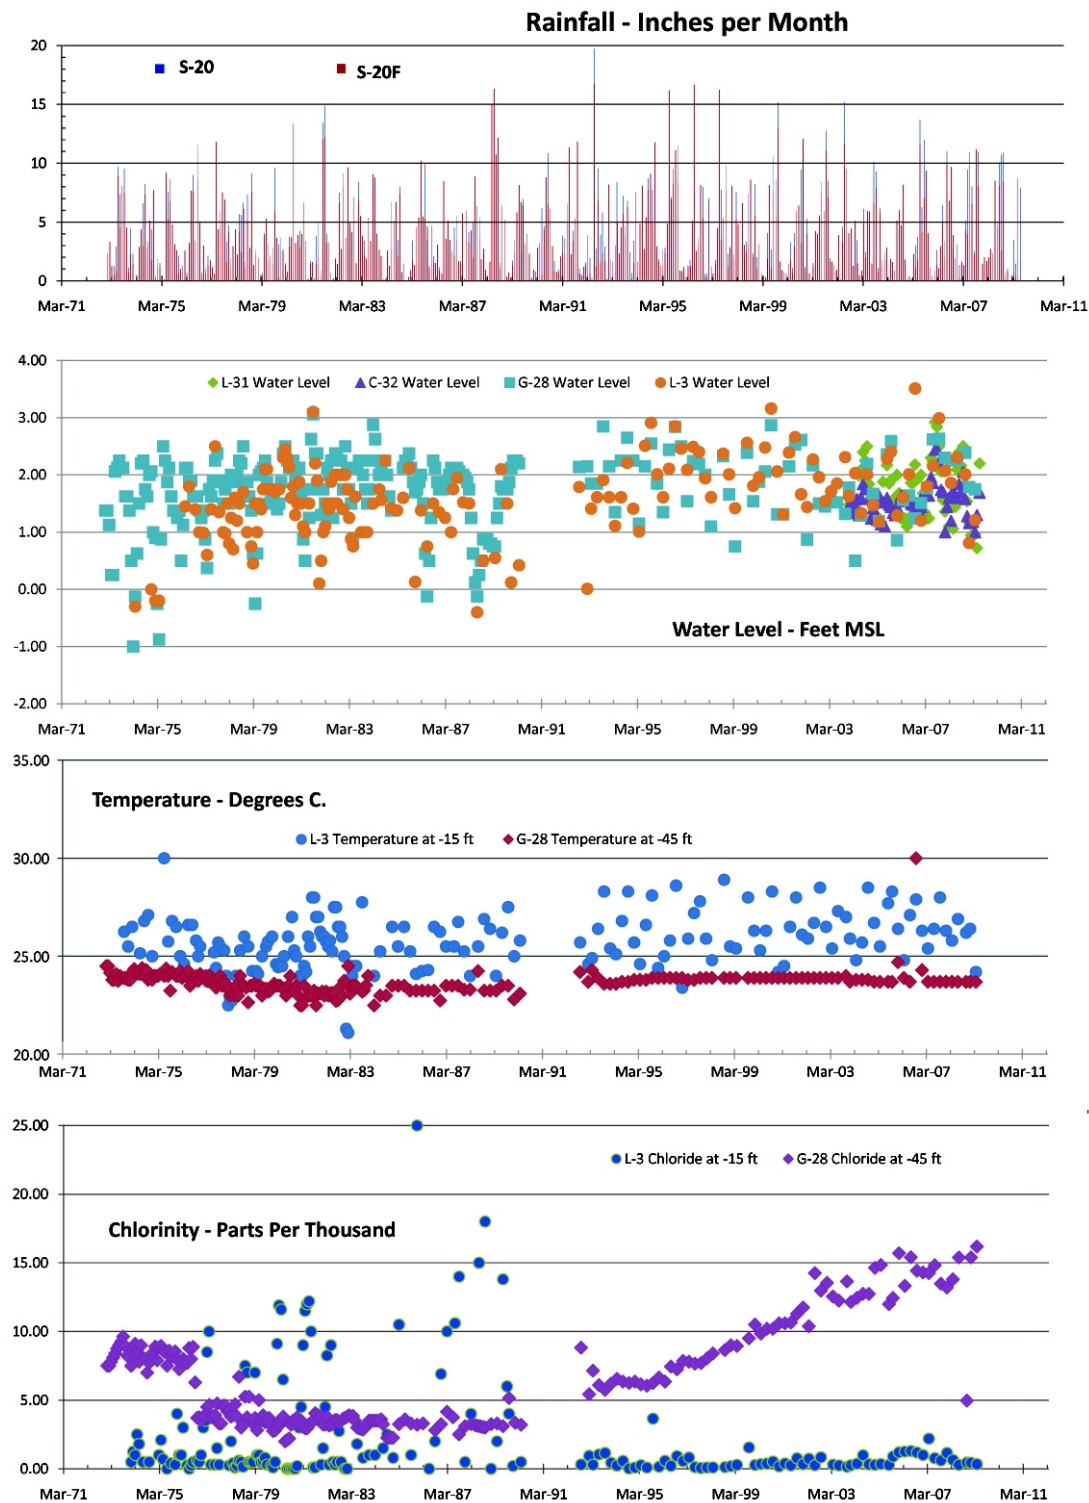 Rainfall - Inches per Month
20
S-20
S-20F
15
10
5
0
Mar-71 Mar-75 Mar-79 Mar-83 Mar-87 Mar-91 Mar-95 Mar-99 Mar-03 Mar-07 Mar-11
4.00
L-31 Water Level C-32 Water Level G-28 Water Level L-3 Water Level
3.00
2.00
1.00
0.00
Water Level - Feet MSL
-1.00
-2.00
Mar-71 Mar-75 Mar-79 Mar-83 Mar-87 Mar-91 Mar-95 Mar-99 Mar-03 Mar-07 Mar-11
35.00
Temperature - Degrees C.
L-3 Temperature at -15 ft G-28 Temperature at -45 ft
30.00
25.00
20.00
Mar-71 Mar-75 Mar-79 Mar-83 Mar-87 Mar-91 Mar-95 Mar-99 Mar-03 Mar-07 Mar-11
25.00
L-3 Chloride at -15 ft G-28 Chloride at -45 ft
20.00
Chlorinity - Parts Per Thousand
15.00
10.00
5.00
0.00
Mar-71 Mar-75 Mar-79 Mar-83 Mar-87 Mar-91 Mar-95 Mar-99 Mar-03 Mar-07 Mar-11